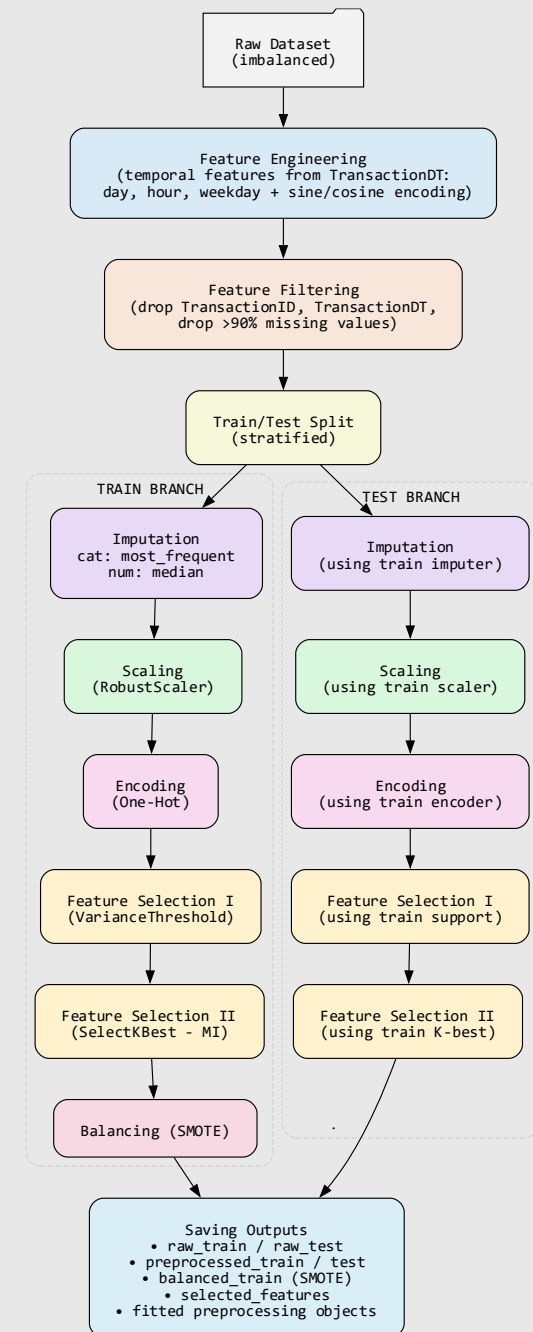 Raw Dataset
(imbalanced)
Feature Engineering
(temporal features from TransactionDT:
day, hour, weekday + sine/cosine encoding)
Feature Filtering
(drop TransactionID, TransactionDT,
drop >90% missing values)
Train/Test Split
(stratified)
TRAIN BRANCH
Imputation
cat: most_frequent
num: median
Scaling
(RobustScaler)
Encoding
(One-Hot)
Feature Selection I
(VarianceThreshold)
Feature Selection II
(SelectKBest - MI)
Balancing (SMOTE)
TEST BRANCH
Imputation
(using train imputer)
Scaling
(using train scaler)
Encoding
(using train encoder)
Feature Selection I
(using train support)
Feature Selection II
(using train K-best)
Saving Outputs
• raw_train / raw_test
• preprocessed_train / test
• balanced_train (SMOTE)
• selected_features
• fitted preprocessing objects